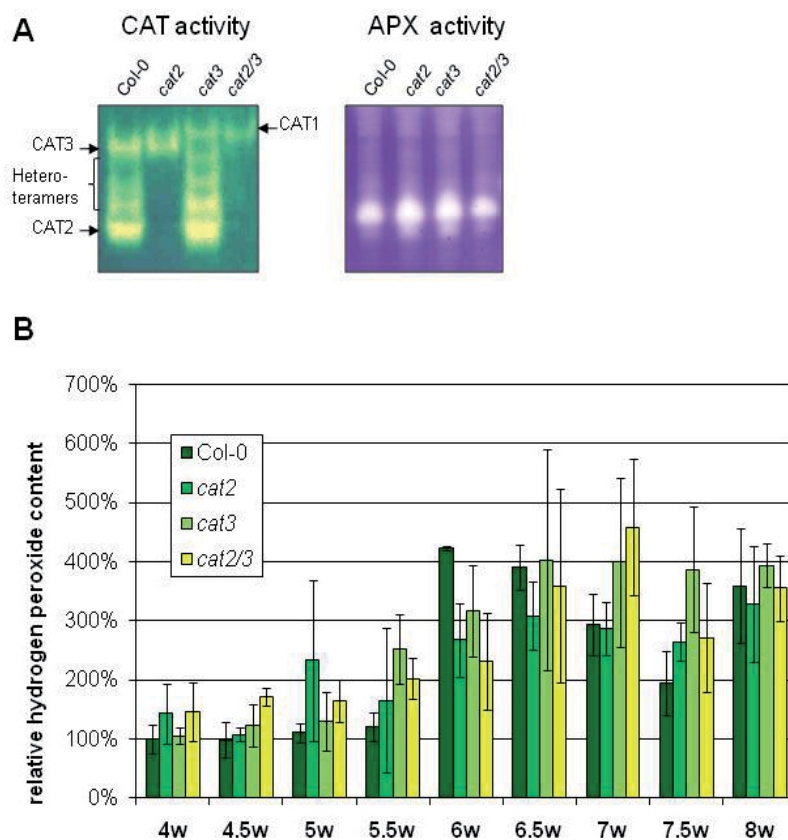 A
CAT activity
APX activity
Col-0
cat2
cat3
cat2/3
Col-0
cat2
cat3
cat2/3
CAT1
CAT3
Hetero-
teramers
CAT2
B
700%
600%
500%
400%
300%
200%
100%
0%
relative hydrogen peroxide content
Col-0
cat2
cat3
cat2/3
4w 4.5w 5w 5.5w 6w 6.5w 7w 7.5w 8w